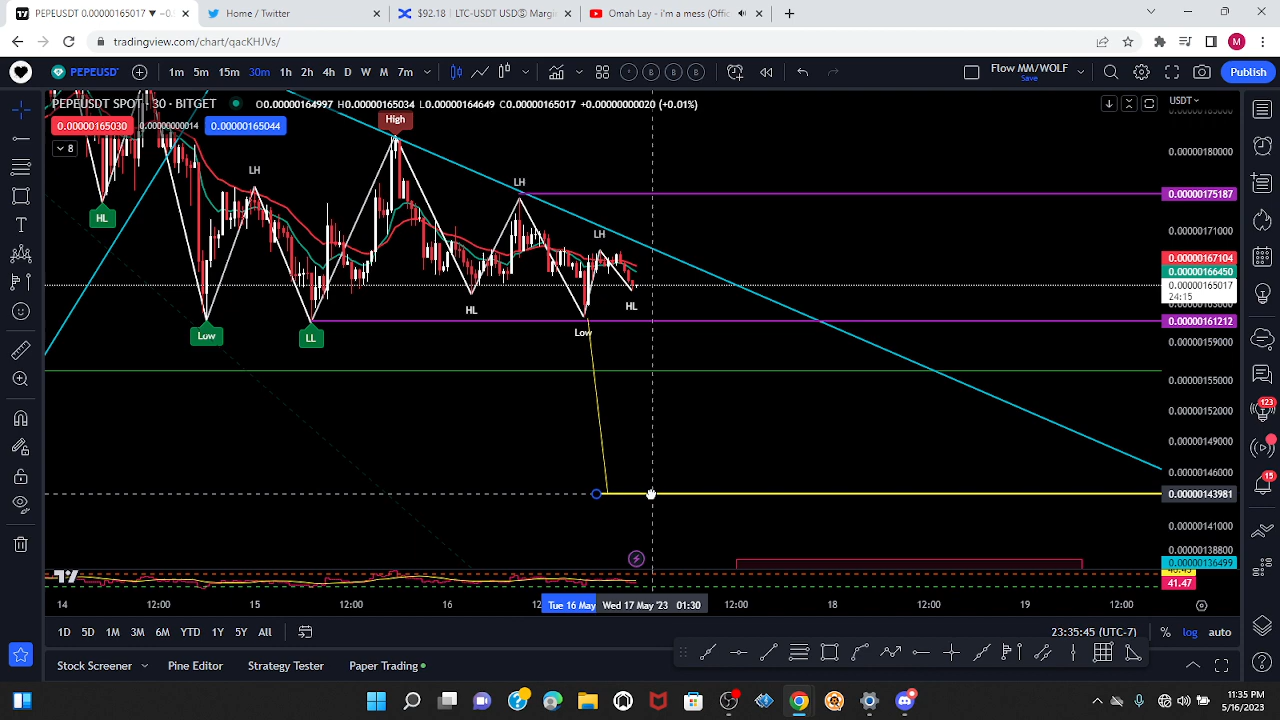 PEPEUSDT 0.00000165017 ▼ −0.
Home / Twitter
$92.18 | LTC-USDT USDⓈ Margin
Omah Lay - i'm a mess (Offic
tradingview.com/chart/qacKHJVs/
PEPEUSDT
1m 5m 15m 30m 1h 2h 4h D W M 7m
Flow MM/WOLF
Save
Publish
PEPEUSDT SPOT · 30 · BITGET
O0.00000164997 H0.00000165034 L0.00000164649 C0.00000165017 +0.00000000020 (+0.01%)
USDT
0.00000165030
0.00000000014
0.00000165044
8
High
0.00000180000
LH
LH
0.00000175187
HL
LH
0.00000171000
0.00000167104
0.00000166450
0.00000165017
24:15
HL
HL
Low
LL
Low
0.00000161212
0.00000159000
0.00000155000
0.00000152000
0.00000149000
0.00000146000
0.00000143981
0.00000141000
0.00000138800
0.00000136499
41.47
14 12:00 15 12:00 16 12 Tue 16 May Wed 17 May '23 01:30 12:00 18 12:00 19 12:00
1D 5D 1M 3M 6M YTD 1Y 5Y All
23:35:45 (UTC-7)
% log auto
Stock Screener Pine Editor Strategy Tester Paper Trading
123
15
11:35 PM
5/16/2023